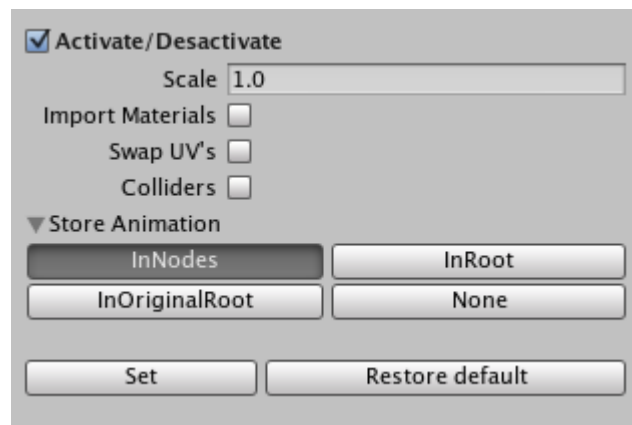 Activate/Desactivate
Scale 1.0
Import Materials
Swap UV's
Colliders
Store Animation
InNodes InRoot
InOriginalRoot None
Set Restore default